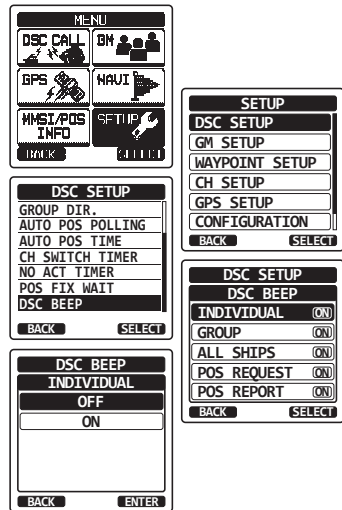 MENU
DSC CALL
GM
GPS
NAVI
MMSI/POS
INFO
SETUP
BACK
SELECT
SETUP
DSC SETUP
GM SETUP
WAYPOINT SETUP
CH SETUP
GPS SETUP
CONFIGURATION
BACK SELECT
DSC SETUP
GROUP DIR.
AUTO POS POLLING
AUTO POS TIME
CH SWITCH TIMER
NO ACT TIMER
POS FIX WAIT
DSC BEEP
BACK SELECT
DSC SETUP
DSC BEEP
INDIVIDUAL ON
GROUP ON
ALL SHIPS ON
POS REQUEST ON
POS REPORT ON
BACK SELECT
DSC BEEP
INDIVIDUAL
OFF
ON
BACK ENTER